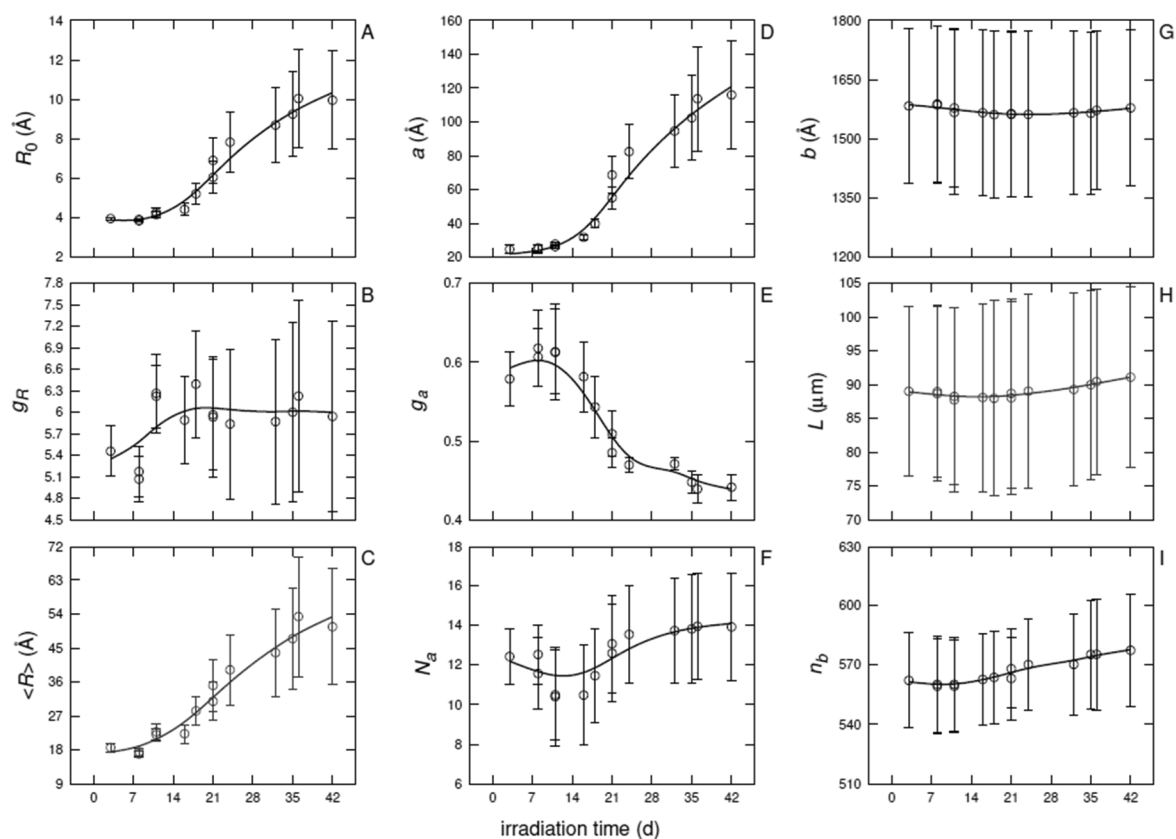 14
12
10
8
6
4
2
R0 (Å)
A
160
140
120
100
80
60
40
20
a (Å)
D
1800
1650
1500
1350
1200
b (Å)
G
7.8
7.5
7.2
6.9
6.6
6.3
6
5.7
5.4
5.1
4.8
4.5
gR
B
0.7
0.6
0.5
0.4
ga
E
105
100
95
90
85
80
75
70
L (µm)
H
72
63
54
45
36
27
18
9
<R> (Å)
C
0 7 14 21 28 35 42
18
16
14
12
10
8
6
Na
F
0 7 14 21 28 35 42
630
600
570
540
510
nb
I
0 7 14 21 28 35 42
irradiation time (d)